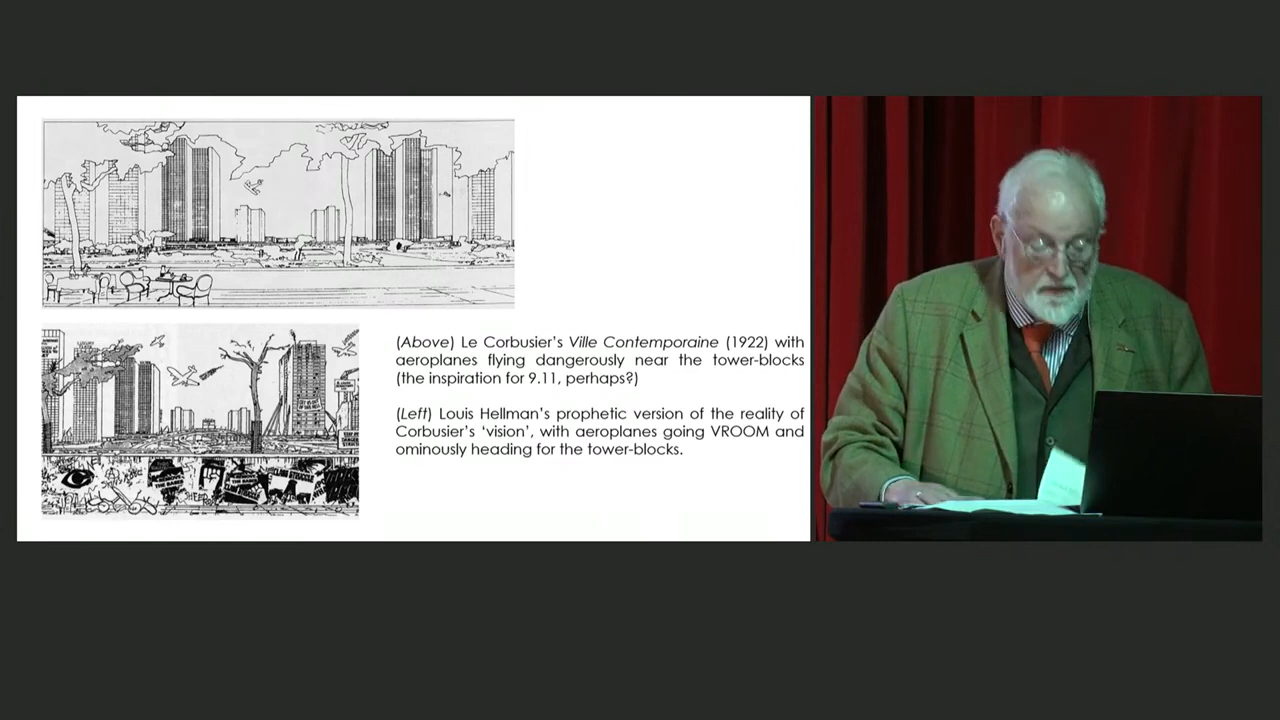 (Above) Le Corbusier's Ville Contemporaine (1922) with
aeroplanes flying dangerously near the tower-blocks
(the inspiration for 9.11, perhaps?)
(Left) Louis Hellman's prophetic version of the reality of
Corbusier's 'vision', with aeroplanes going VROOM and
ominously heading for the tower-blocks.